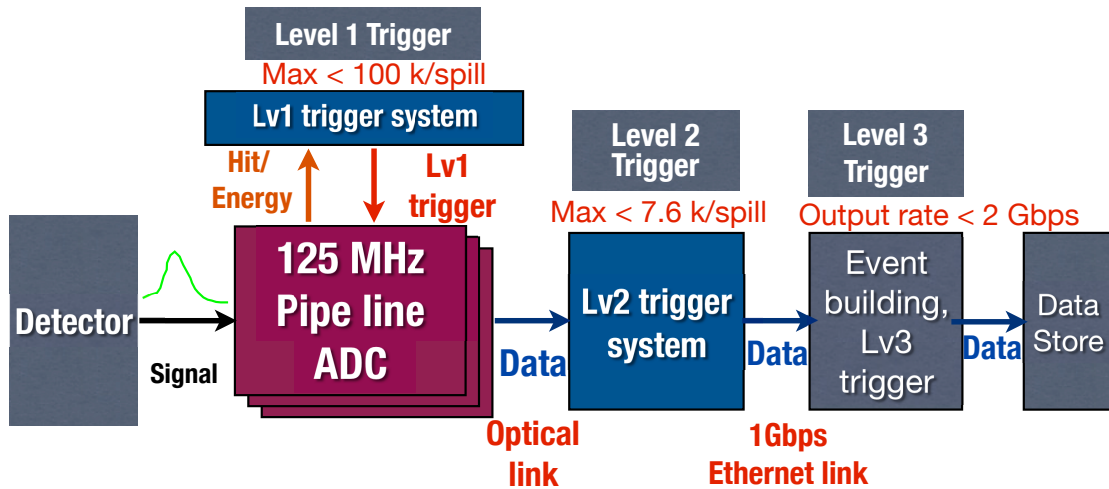 Level 1 Trigger
Max < 100 k/spill
Lv1 trigger system
Hit/
Energy
Lv1
trigger
Level 2
Trigger
Max < 7.6 k/spill
Level 3
Trigger
Output rate < 2 Gbps
Detector
Signal
125 MHz
Pipe line
ADC
Data
Optical
link
Lv2 trigger
system
Data
1Gbps
Ethernet link
Event
building,
Lv3
trigger
Data
Data
Store